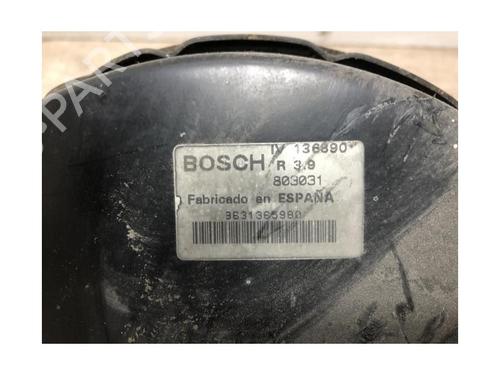 IV 136890
BOSCH R 3.9
803031
Fabricado en ESPAÑA
9631365980